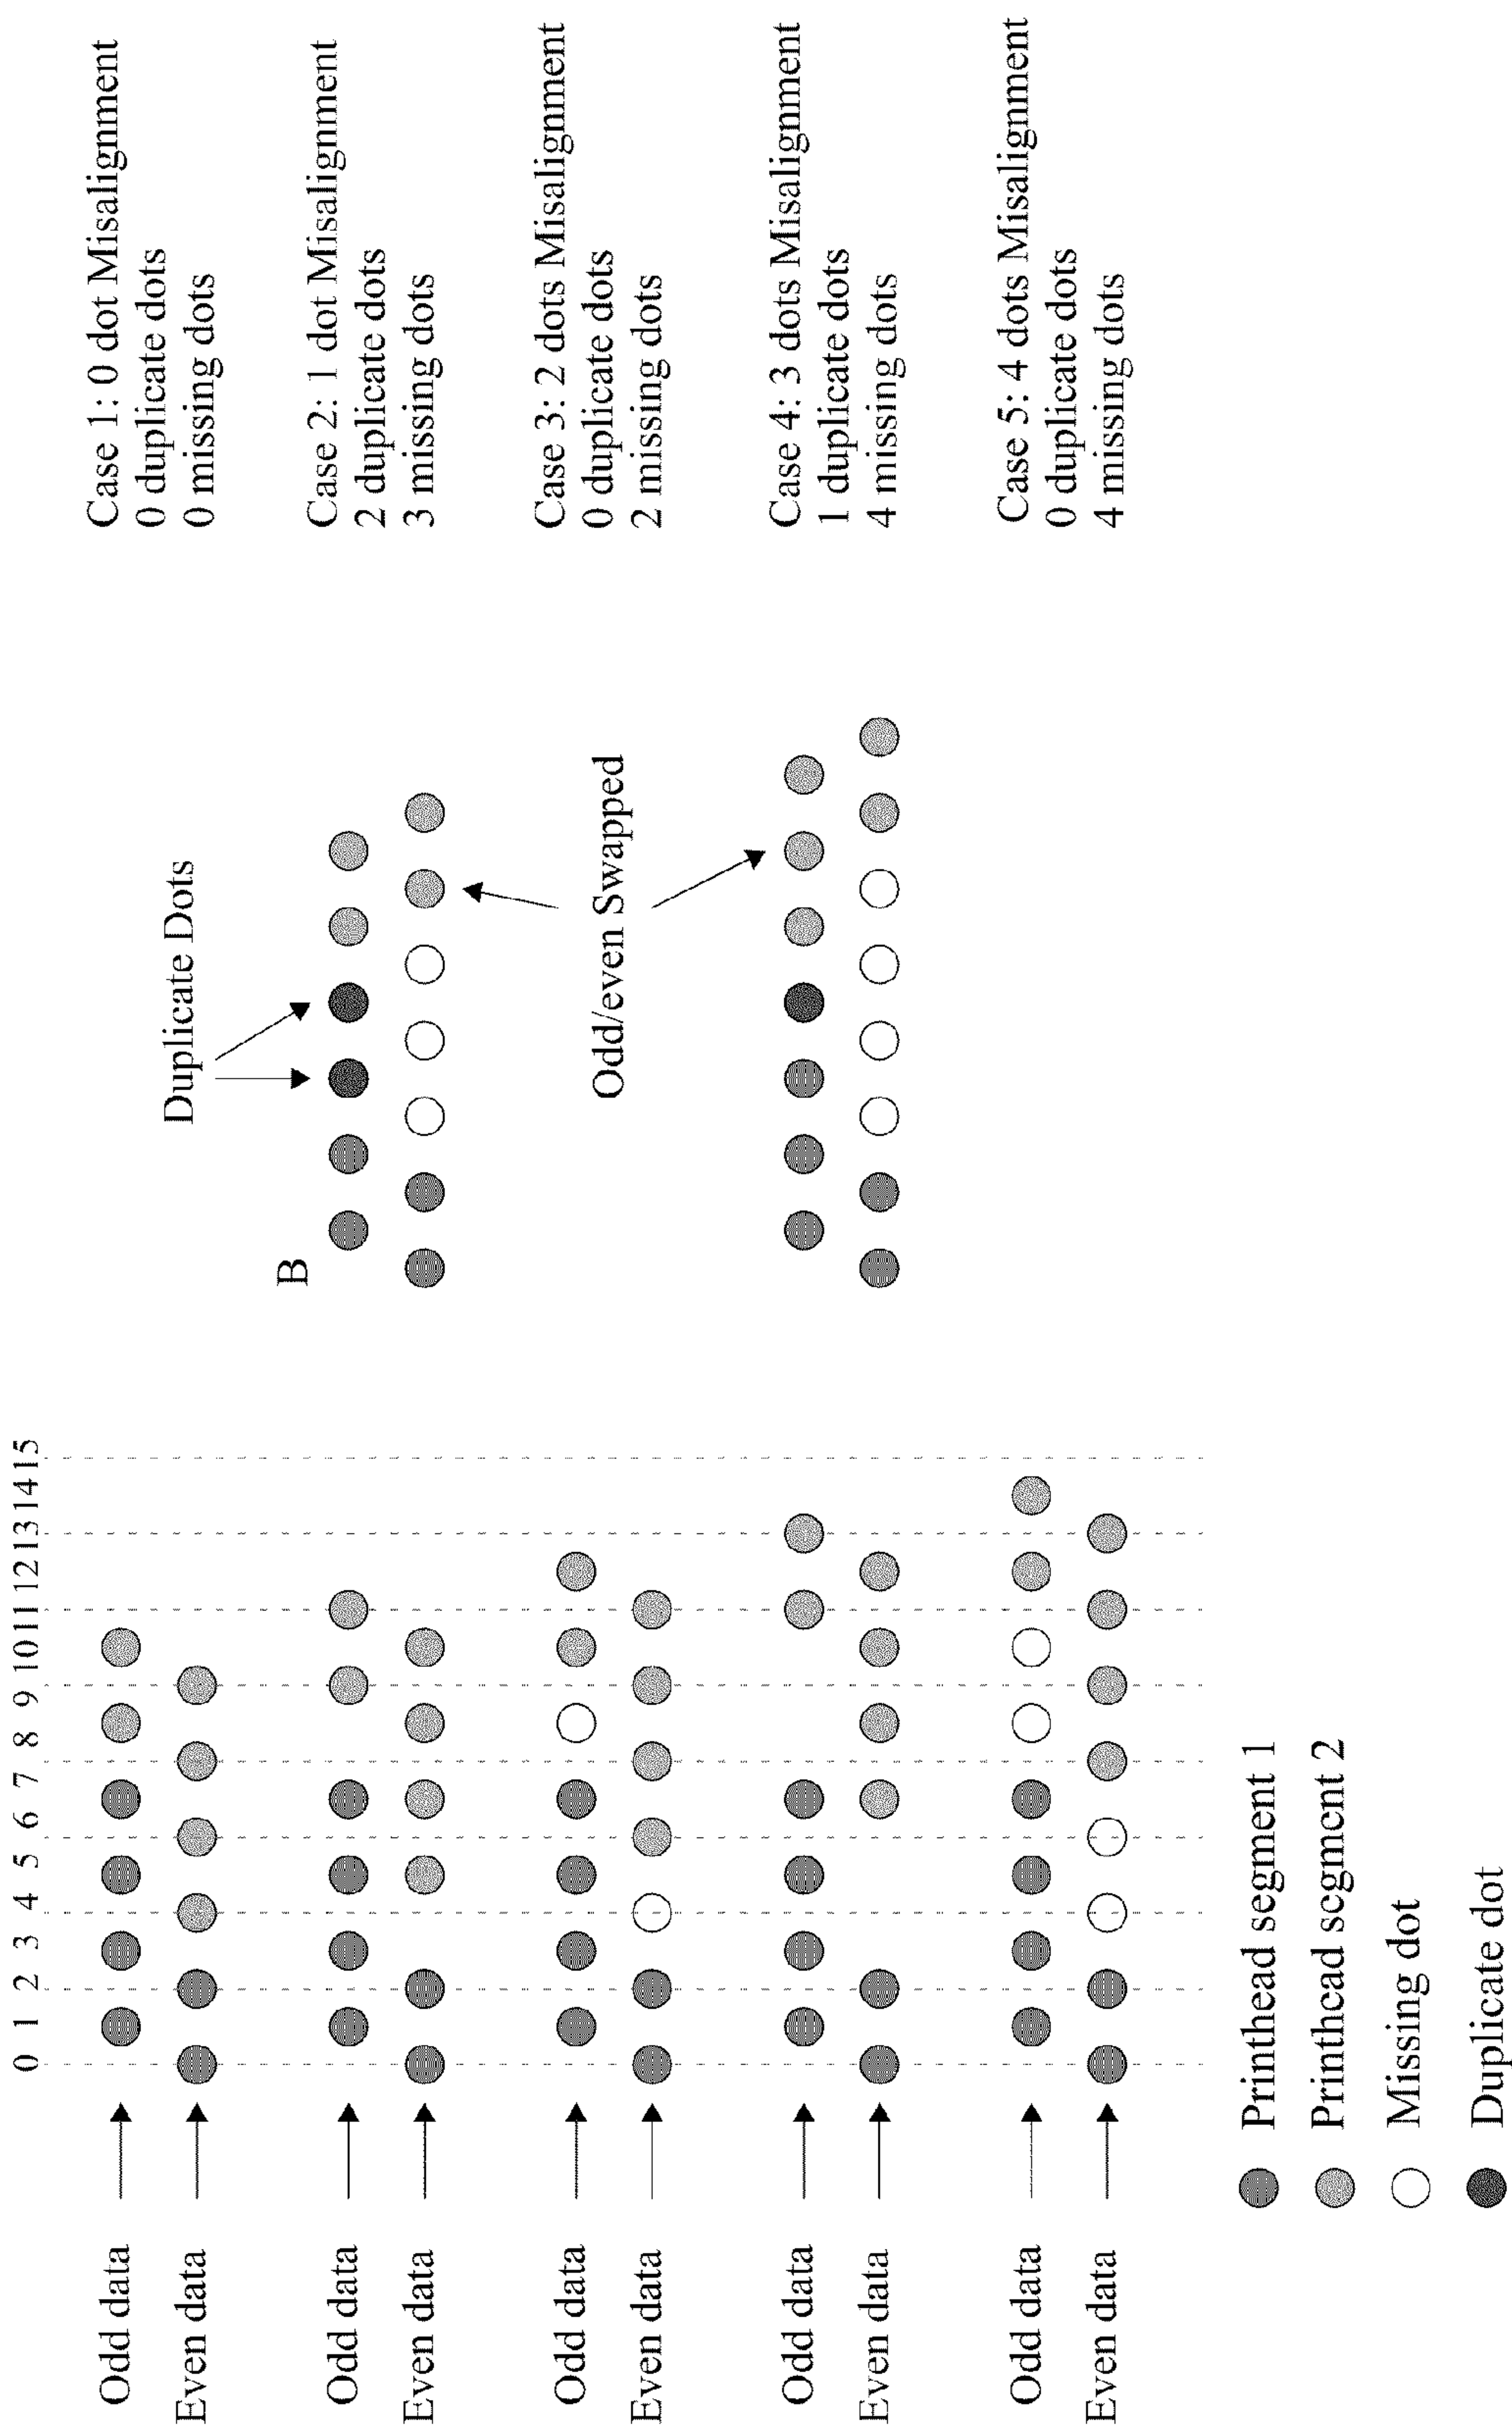 0 1 2 3 4 5 6 7 8 9 10 11 12 13 14 15
Odd data
Even data
Odd data
Even data
Odd data
Even data
Odd data
Even data
Odd data
Even data
B
Duplicate Dots
Odd/even Swapped
Case 1: 0 dot Misalignment
0 duplicate dots
0 missing dots
Case 2: 1 dot Misalignment
2 duplicate dots
3 missing dots
Case 3: 2 dots Misalignment
0 duplicate dots
2 missing dots
Case 4: 3 dots Misalignment
1 duplicate dots
4 missing dots
Case 5: 4 dots Misalignment
0 duplicate dots
4 missing dots
Printhead segment 1
Printhead segment 2
Missing dot
Duplicate dot